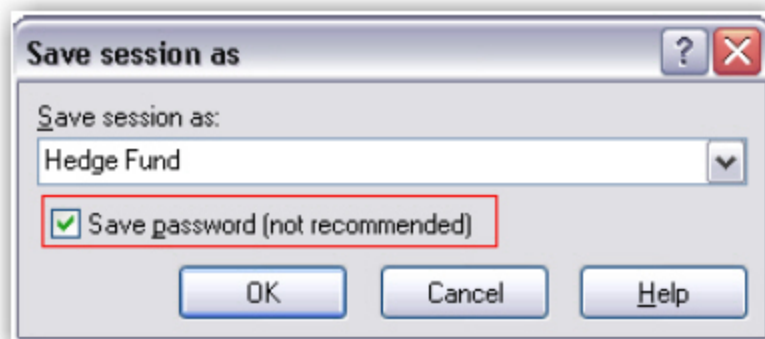 Save session as
Save session as:
Hedge Fund
Save password (not recommended)
OK Cancel Help